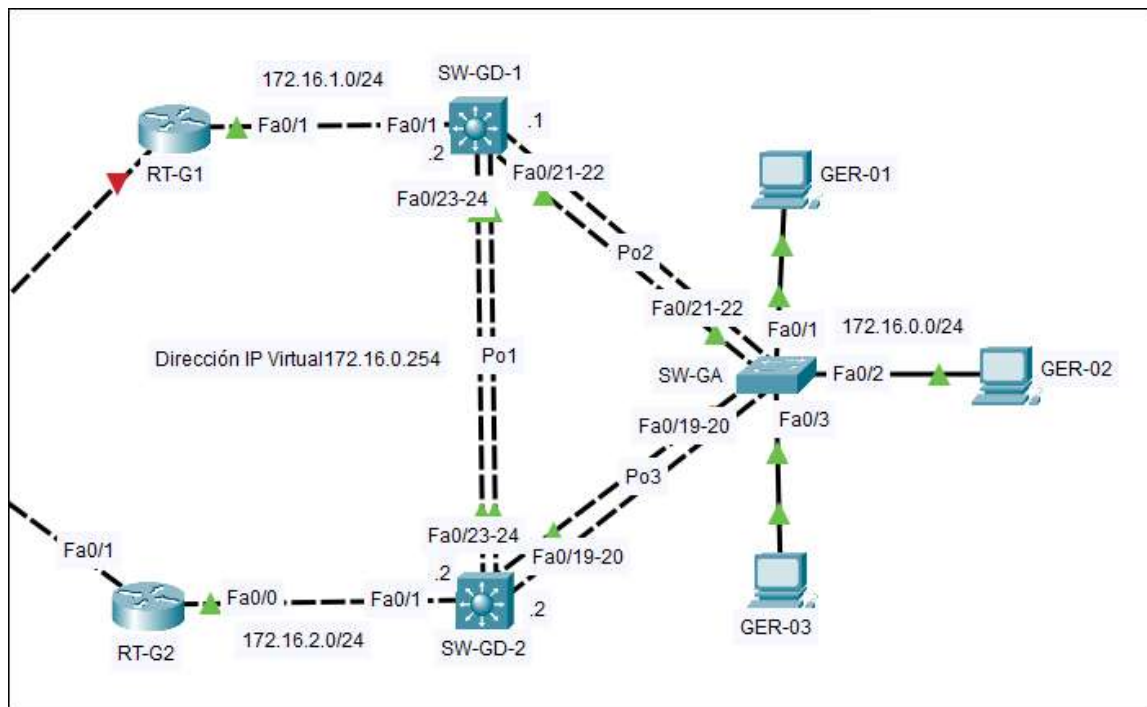 172.16.1.0/24
SW-GD-1
Fa0/1
Fa0/1
.1
.2
RT-G1
Fa0/21-22
GER-01
Fa0/23-24
Po2
Fa0/21-22
Fa0/1
172.16.0.0/24
Dirección IP Virtual172.16.0.254
Po1
SW-GA
Fa0/2
GER-02
Fa0/19-20
Fa0/3
Po3
Fa0/23-24
Fa0/1
Fa0/19-20
.2
Fa0/0
Fa0/1
.2
172.16.2.0/24
RT-G2
SW-GD-2
GER-03